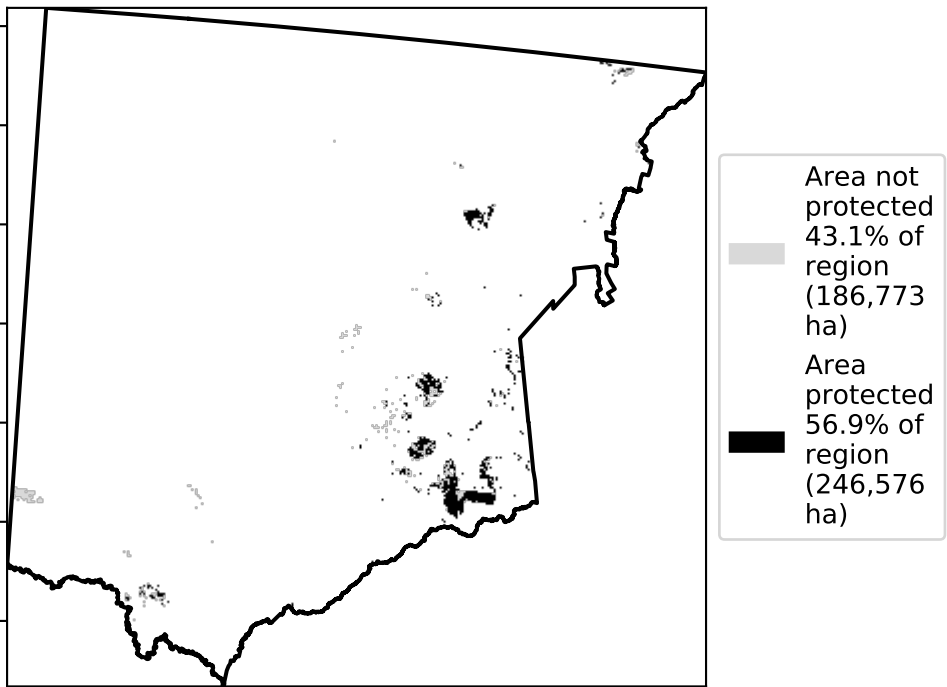 Area not
protected
43.1% of
region
(186,773
ha)
Area
protected
56.9% of
region
(246,576
ha)